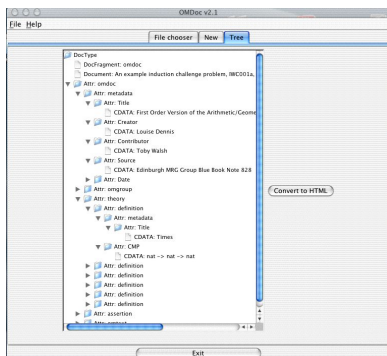 OMDoc v2.1
File Help
File chooser New Tree
DocType
DocFragment: omdoc
Document: An example induction challenge problem, IWC001a,
Attr: omdoc
Attr: metadata
Attr: Title
CDATA: First Order Version of the Arithmetic/Geome
Attr: Creator
CDATA: Louise Dennis
Attr: Contributor
CDATA: Toby Walsh
Attr: Source
CDATA: Edinburgh MRG Group Blue Book Note 828
Attr: Date
Attr: omgroup
Attr: theory
Attr: definition
Attr: metadata
Attr: Title
CDATA: Times
Attr: CMP
CDATA: nat -> nat -> nat
Attr: definition
Attr: definition
Attr: definition
Attr: definition
Attr: assertion
Convert to HTML
Exit